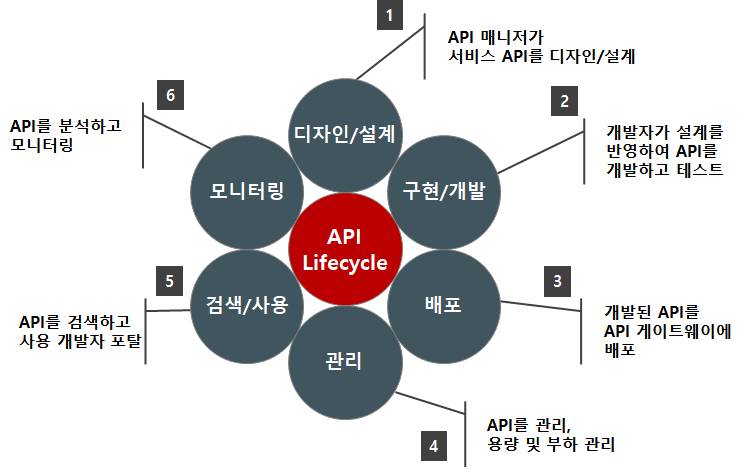 1
API 매니저가
서비스 API를 디자인/설계
디자인/설계
2
개발자가 설계를
반영하여 API를
개발하고 테스트
구현/개발
3
개발된 API를
API 게이트웨이에
배포
배포
4
API를 관리,
용량 및 부하 관리
관리
5
API를 검색하고
사용 개발자 포탈
검색/사용
6
API를 분석하고
모니터링
모니터링
API
Lifecycle